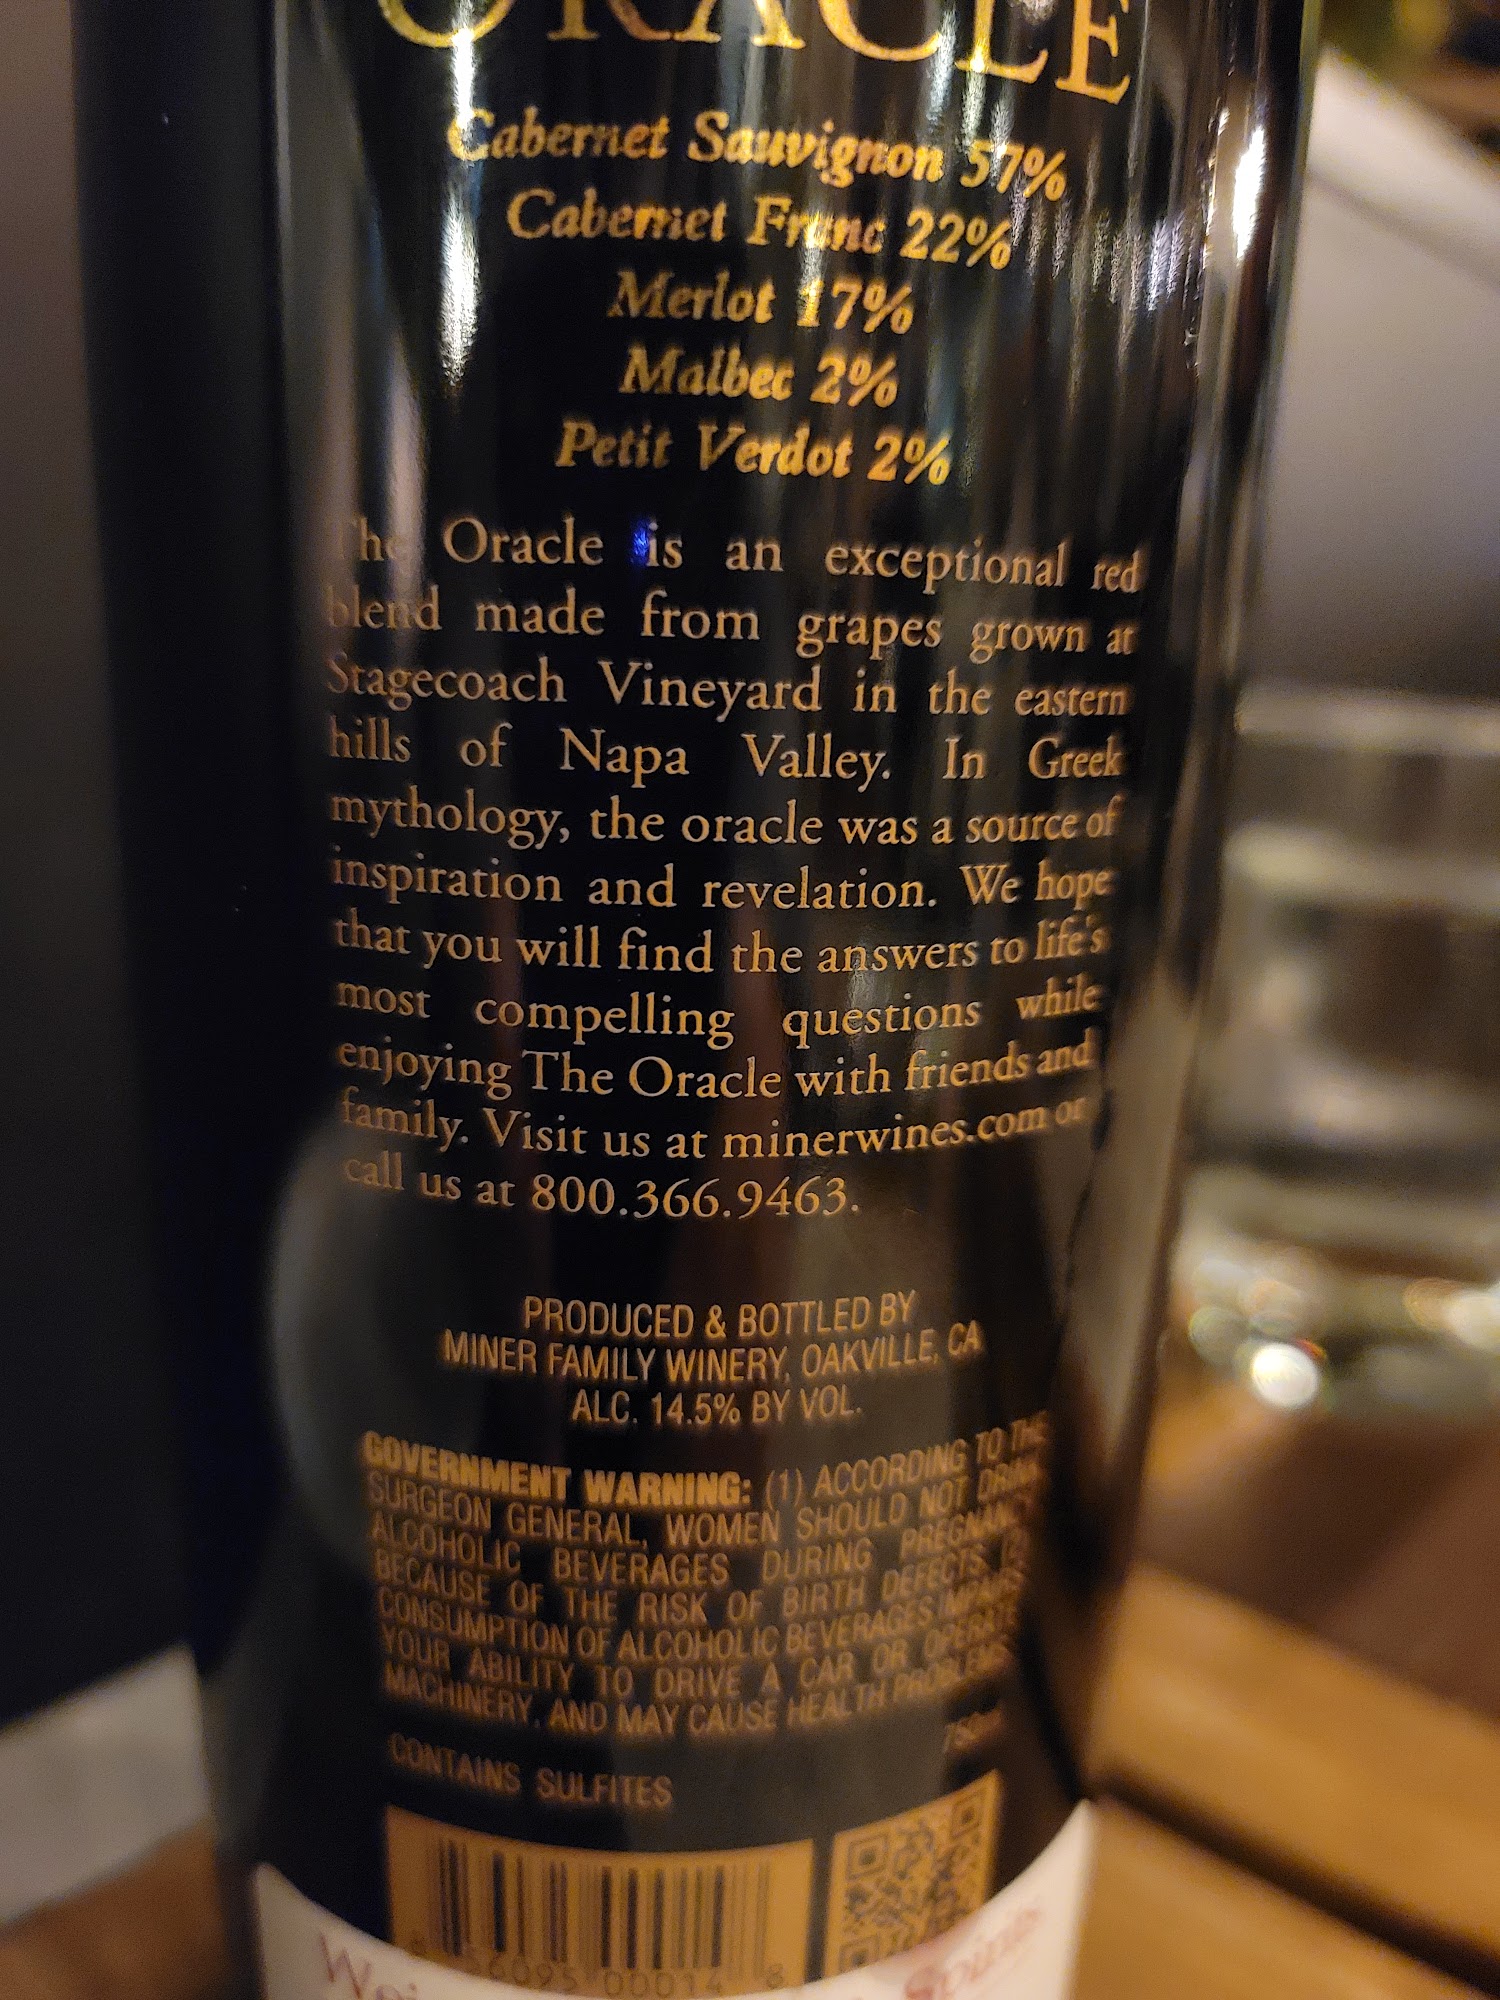 ORACLE
Cabernet Sauvignon 57%
Cabernet Franc 22%
Merlot 17%
Malbec 2%
Petit Verdot 2%
The Oracle is an exceptional red
blend made from grapes grown at
Stagecoach Vineyard in the eastern
hills of Napa Valley. In Greek
mythology, the oracle was a source of
inspiration and revelation. We hope
that you will find the answers to life's
most compelling questions while
enjoying The Oracle with friends and
family. Visit us at minerwines.com or
call us at 800.366.9463.
PRODUCED & BOTTLED BY
MINER FAMILY WINERY, OAKVILLE, CA
ALC. 14.5% BY VOL.
GOVERNMENT WARNING: (1) ACCORDING TO THE
SURGEON GENERAL, WOMEN SHOULD NOT DRINK
ALCOHOLIC BEVERAGES DURING PREGNANCY
BECAUSE OF THE RISK OF BIRTH DEFECTS. (2)
CONSUMPTION OF ALCOHOLIC BEVERAGES IMPAIRS
YOUR ABILITY TO DRIVE A CAR OR OPERATE
MACHINERY, AND MAY CAUSE HEALTH PROBLEMS.
750ml
CONTAINS SULFITES
56095 00014 8
Spirits